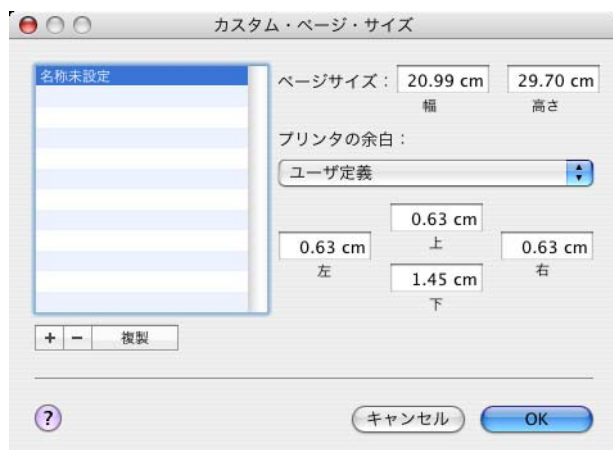 カスタム・ページ・サイズ
名称未設定
ページサイズ： 20.99 cm 29.70 cm
幅 高さ
プリンタの余白：
ユーザ定義
0.63 cm
上
0.63 cm 0.63 cm
左 右
1.45 cm
下
+ − 複製
? キャンセル OK